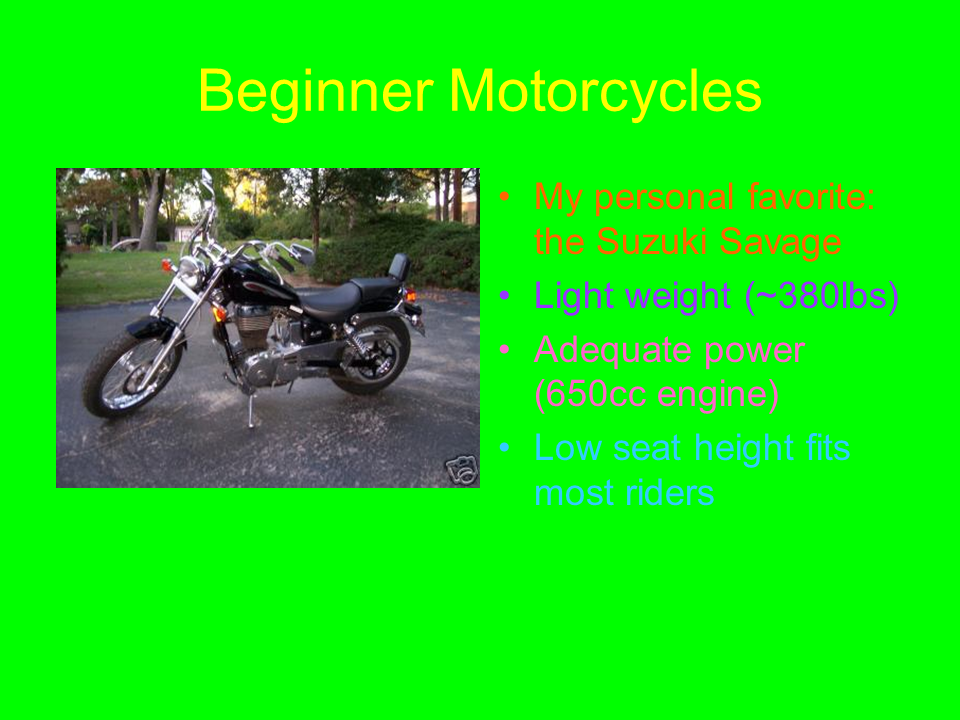 Beginner Motorcycles
• My personal favorite:
the Suzuki Savage
• Light weight (~380lbs)
• Adequate power
(650cc engine)
• Low seat height fits
most riders